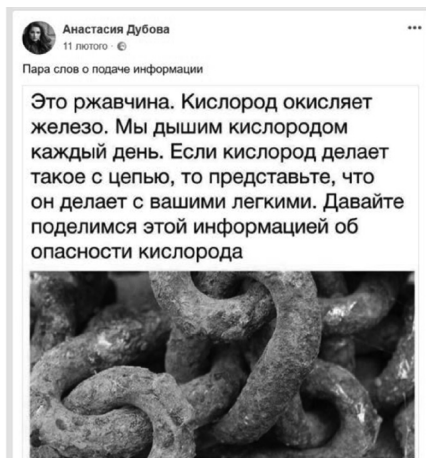 Анастасия Дубова
11 лютого ·
Пара слов о подаче информации
Это ржавчина. Кислород окисляет
железо. Мы дышим кислородом
каждый день. Если кислород делает
такое с цепью, то представьте, что
он делает с вашими легкими. Давайте
поделимся этой информацией об
опасности кислорода